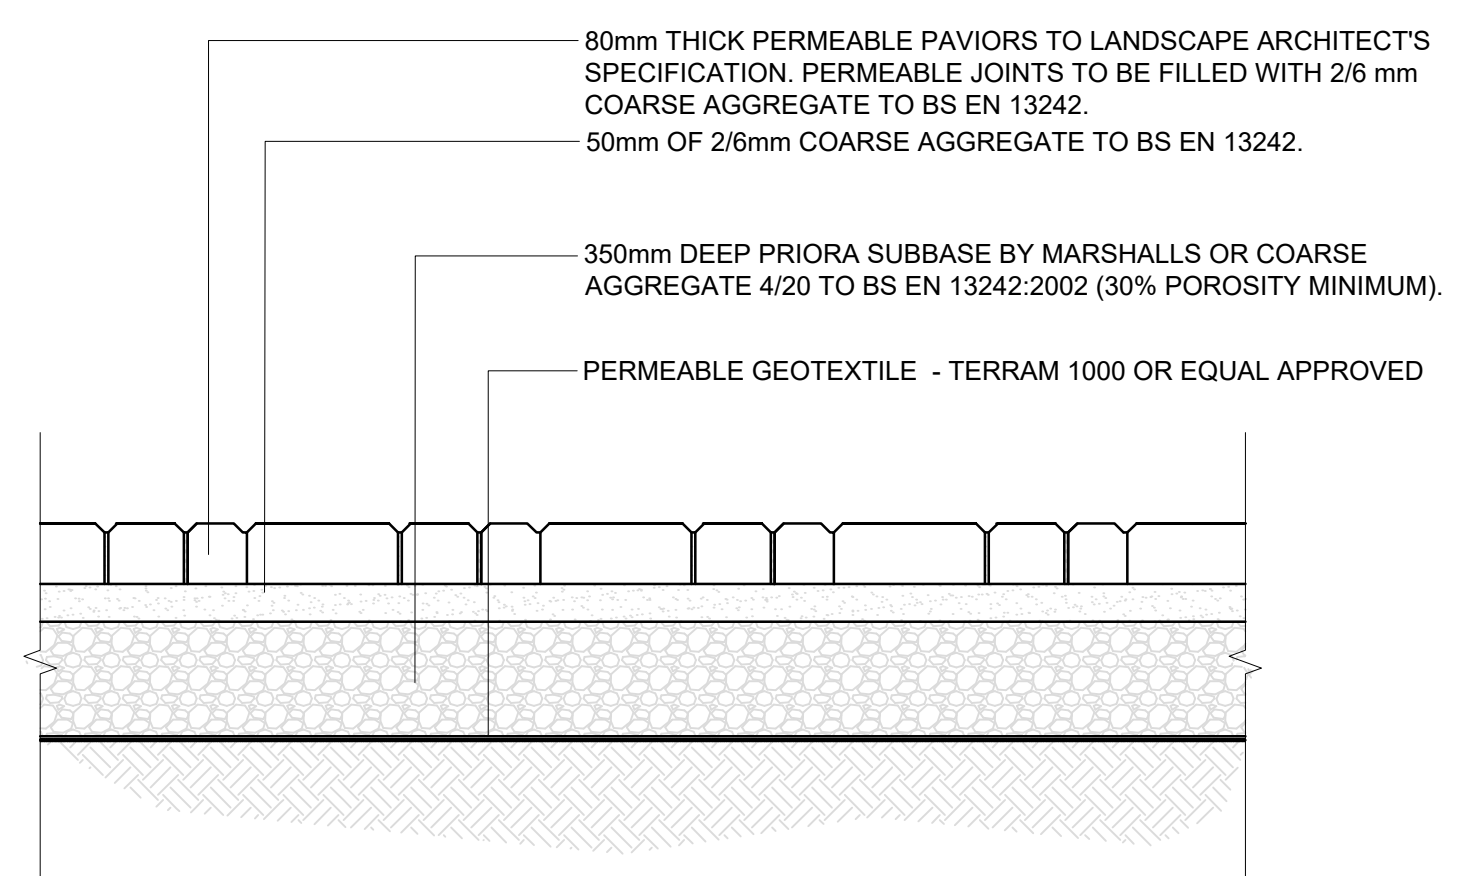 80mm THICK PERMEABLE PAVIORS TO LANDSCAPE ARCHITECT'S
SPECIFICATION. PERMEABLE JOINTS TO BE FILLED WITH 2/6 mm
COARSE AGGREGATE TO BS EN 13242.
50mm OF 2/6mm COARSE AGGREGATE TO BS EN 13242.
350mm DEEP PRIORA SUBBASE BY MARSHALLS OR COARSE
AGGREGATE 4/20 TO BS EN 13242:2002 (30% POROSITY MINIMUM).
PERMEABLE GEOTEXTILE - TERRAM 1000 OR EQUAL APPROVED